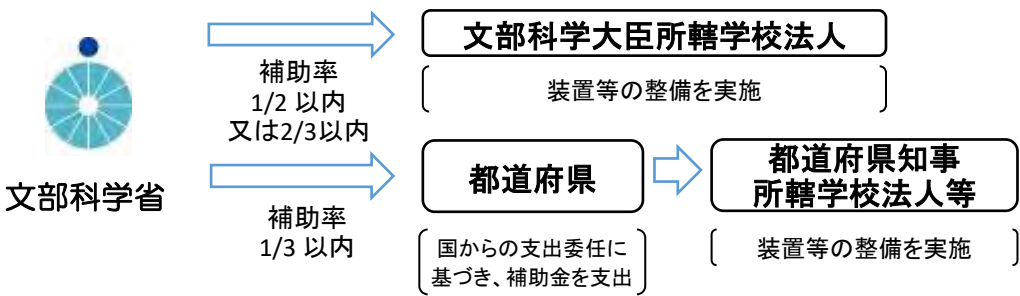 文部科学省
補助率
1/2 以内
又は2/3以内
文部科学大臣所轄学校法人
装置等の整備を実施
補助率
1/3 以内
都道府県
国からの支出委任に
基づき、補助金を支出
都道府県知事
所轄学校法人等
装置等の整備を実施